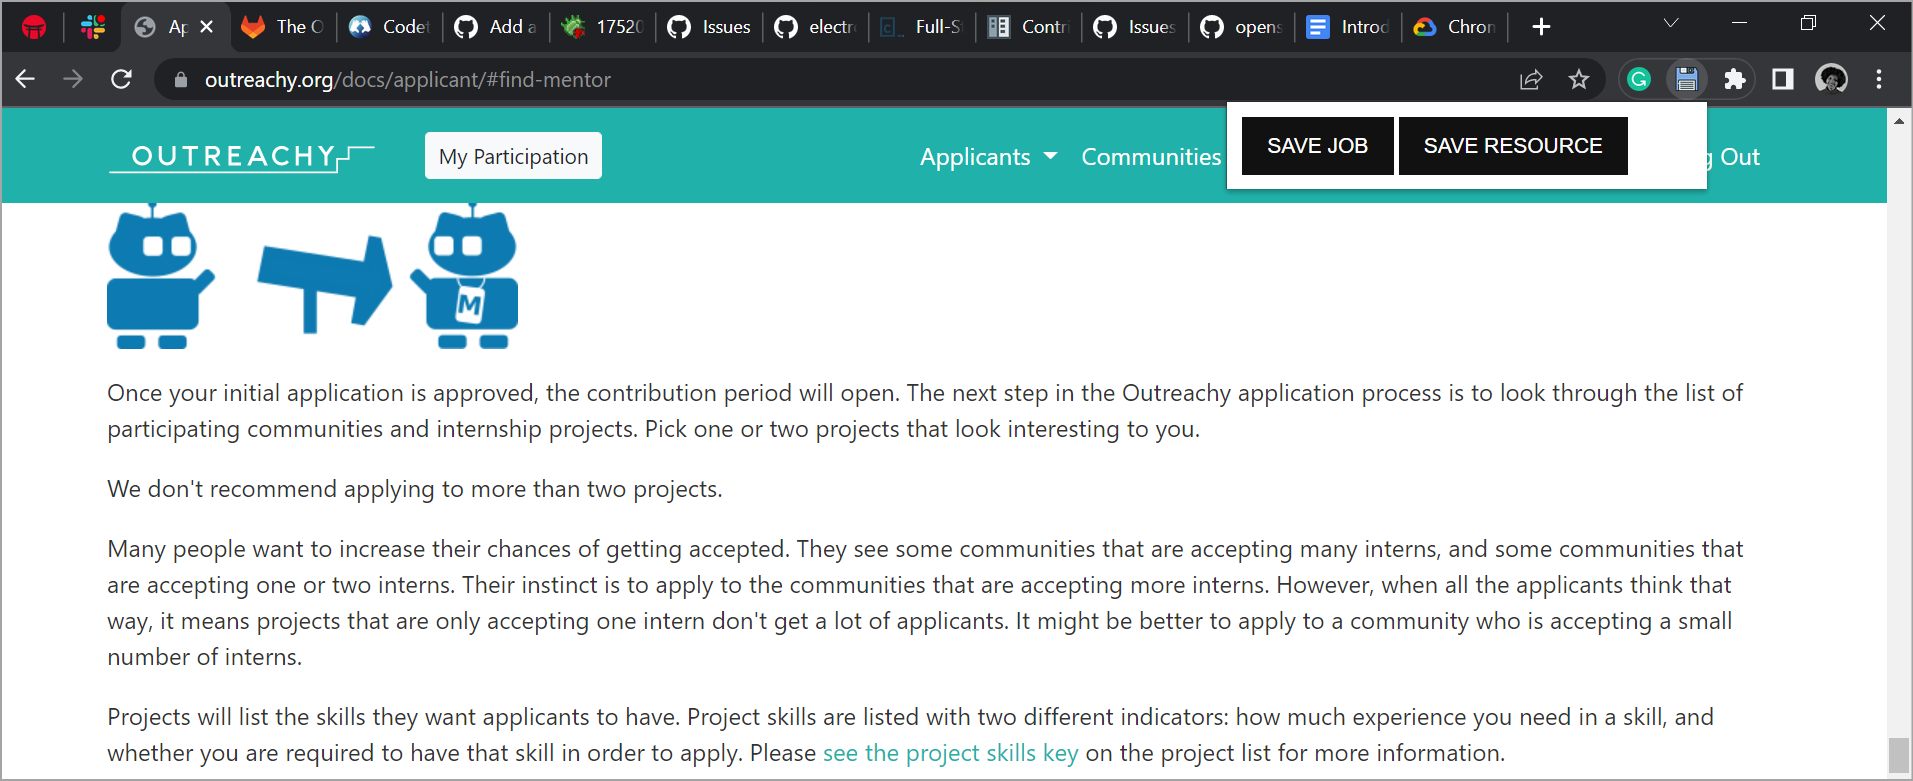 Ap
The O
Codet
Add a
17520
Issues
electro
Full-St
Contri
Issues
opens
Introd
Chron
outreachy.org/docs/applicant/#find-mentor
SAVE JOB SAVE RESOURCE
OUTREACHY My Participation Applicants Communities g Out
M
Once your initial application is approved, the contribution period will open. The next step in the Outreachy application process is to look through the list of
participating communities and internship projects. Pick one or two projects that look interesting to you.
We don't recommend applying to more than two projects.
Many people want to increase their chances of getting accepted. They see some communities that are accepting many interns, and some communities that
are accepting one or two interns. Their instinct is to apply to the communities that are accepting more interns. However, when all the applicants think that
way, it means projects that are only accepting one intern don't get a lot of applicants. It might be better to apply to a community who is accepting a small
number of interns.
Projects will list the skills they want applicants to have. Project skills are listed with two different indicators: how much experience you need in a skill, and
whether you are required to have that skill in order to apply. Please see the project skills key on the project list for more information.